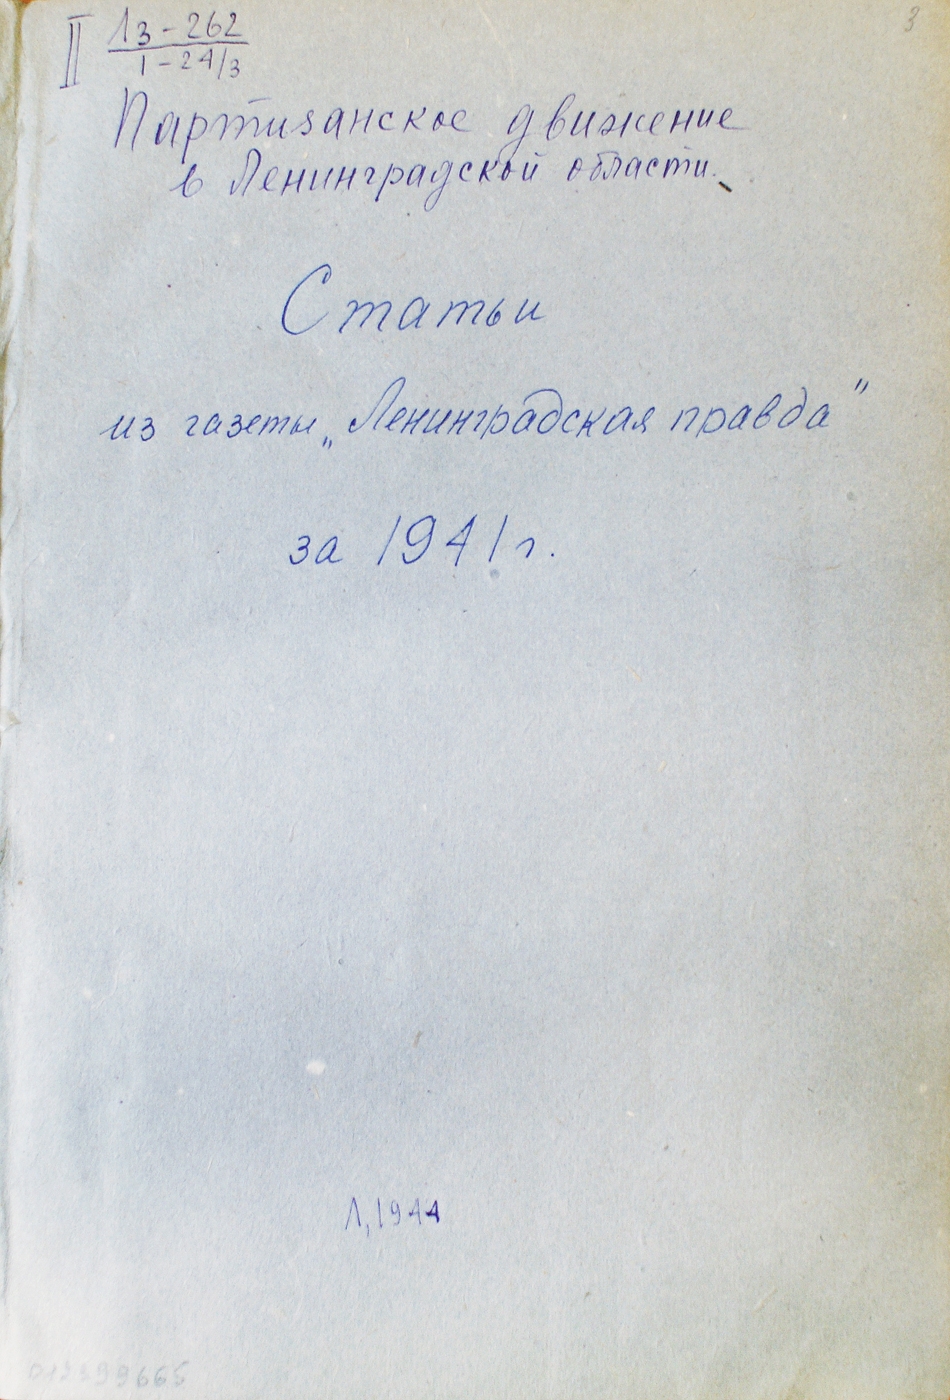 3
II 13-262
1-24/3
Партизанское движение
в Ленинградской области.
Статьи
из газеты „Ленинградская правда"
за 1941 г.
Л, 1944